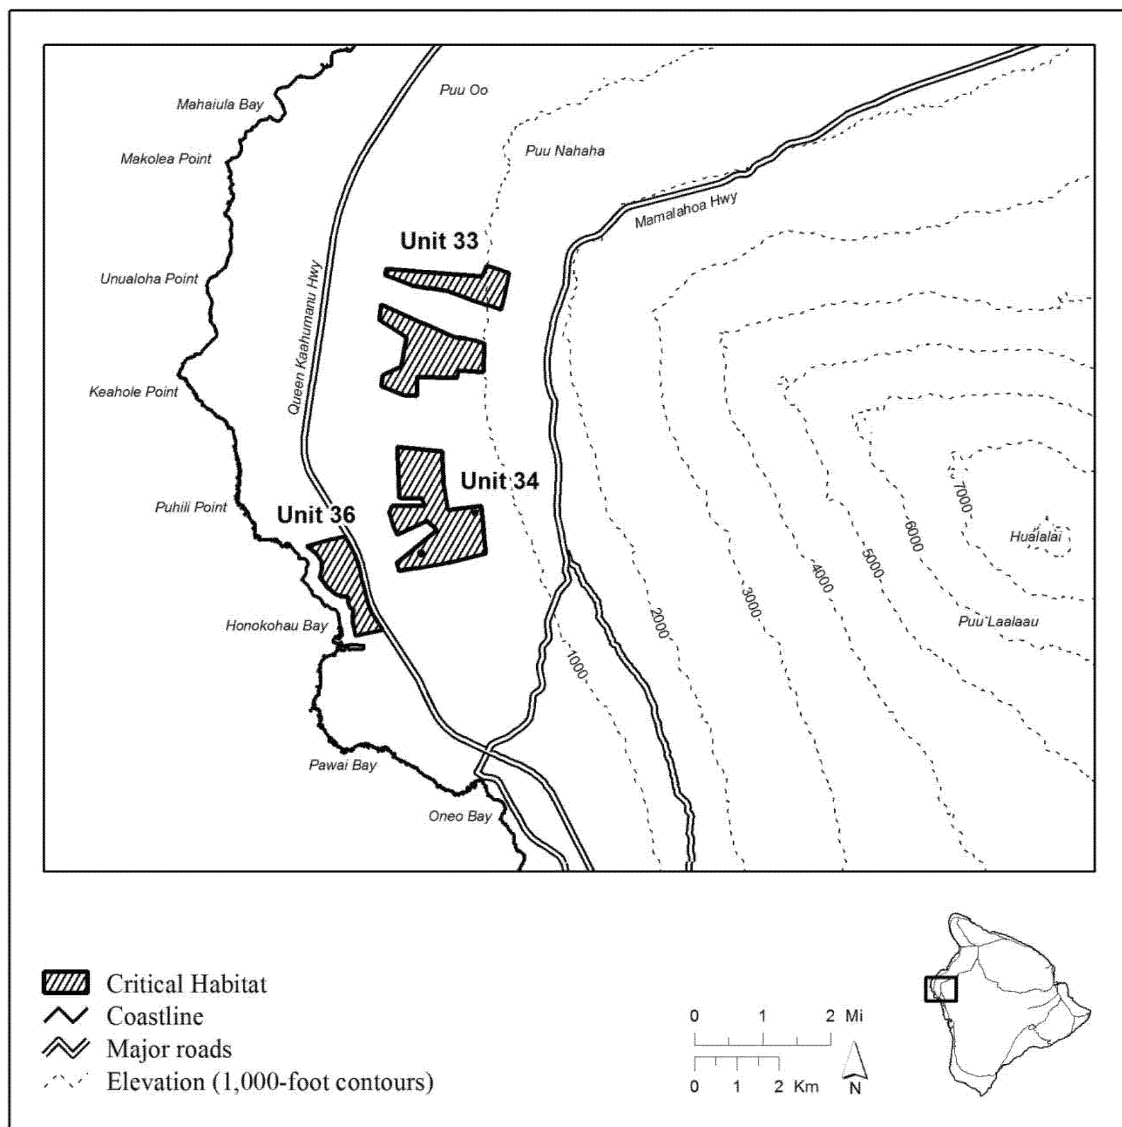 Puu Oo
Mahaiula Bay
Puu Nahaha
Makolea Point
Mamalahoa Hwy
Unit 33
Unualoha Point
Queen Kaahumanu Hwy
Keahole Point
Unit 34
7000
Puhili Point
Unit 36
6000
Hualalai
5000
4000
3000
2000
Puu Laalaau
Honokohau Bay
1000
Pawai Bay
Oneo Bay
Critical Habitat
Coastline
Major roads
Elevation (1,000-foot contours)
0 1 2 Mi
0 1 2 Km
N